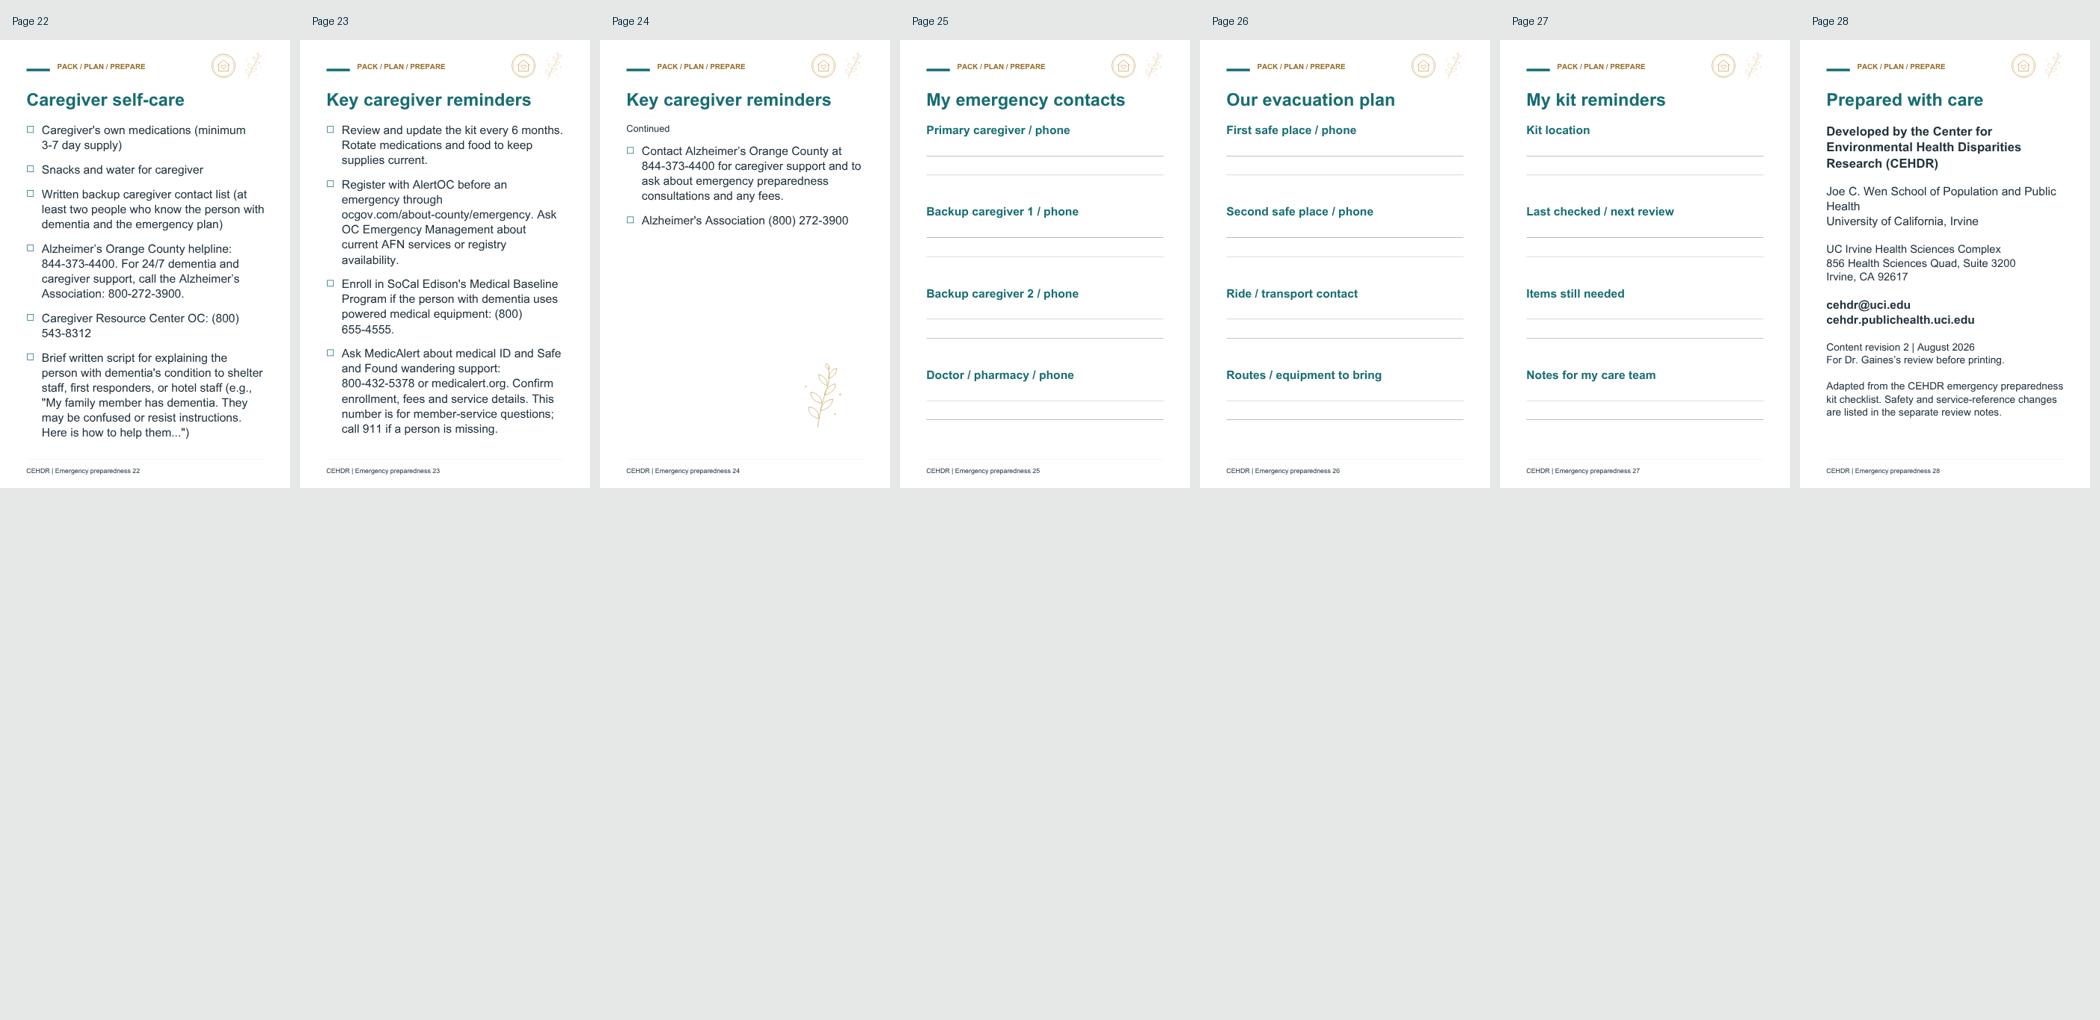 Page 22
PACK / PLAN / PREPARE
Caregiver self-care
Caregiver's own medications (minimum
3-7 day supply)
Snacks and water for caregiver
Written backup caregiver contact list (at
least two people who know the person with
dementia and the emergency plan)
Alzheimer’s Orange County helpline:
844-373-4400. For 24/7 dementia and
caregiver support, call the Alzheimer’s
Association: 800-272-3900.
Caregiver Resource Center OC: (800)
543-8312
Brief written script for explaining the
person with dementia's condition to shelter
staff, first responders, or hotel staff (e.g.,
"My family member has dementia. They
may be confused or resist instructions.
Here is how to help them...")
CEHDR | Emergency preparedness 22
Page 23
PACK / PLAN / PREPARE
Key caregiver reminders
Review and update the kit every 6 months.
Rotate medications and food to keep
supplies current.
Register with AlertOC before an
emergency through
ocgov.com/about-county/emergency. Ask
OC Emergency Management about
current AFN services or registry
availability.
Enroll in SoCal Edison's Medical Baseline
Program if the person with dementia uses
powered medical equipment: (800)
655-4555.
Ask MedicAlert about medical ID and Safe
and Found wandering support:
800-432-5378 or medicalert.org. Confirm
enrollment, fees and service details. This
number is for member-service questions;
call 911 if a person is missing.
CEHDR | Emergency preparedness 23
Page 24
PACK / PLAN / PREPARE
Key caregiver reminders
Continued
Contact Alzheimer’s Orange County at
844-373-4400 for caregiver support and to
ask about emergency preparedness
consultations and any fees.
Alzheimer's Association (800) 272-3900
CEHDR | Emergency preparedness 24
Page 25
PACK / PLAN / PREPARE
My emergency contacts
Primary caregiver / phone
Backup caregiver 1 / phone
Backup caregiver 2 / phone
Doctor / pharmacy / phone
CEHDR | Emergency preparedness 25
Page 26
PACK / PLAN / PREPARE
Our evacuation plan
First safe place / phone
Second safe place / phone
Ride / transport contact
Routes / equipment to bring
CEHDR | Emergency preparedness 26
Page 27
PACK / PLAN / PREPARE
My kit reminders
Kit location
Last checked / next review
Items still needed
Notes for my care team
CEHDR | Emergency preparedness 27
Page 28
PACK / PLAN / PREPARE
Prepared with care
Developed by the Center for
Environmental Health Disparities
Research (CEHDR)
Joe C. Wen School of Population and Public
Health
University of California, Irvine
UC Irvine Health Sciences Complex
856 Health Sciences Quad, Suite 3200
Irvine, CA 92617
cehdr@uci.edu
cehdr.publichealth.uci.edu
Content revision 2 | August 2026
For Dr. Gaines’s review before printing.
Adapted from the CEHDR emergency preparedness
kit checklist. Safety and service-reference changes
are listed in the separate review notes.
CEHDR | Emergency preparedness 28